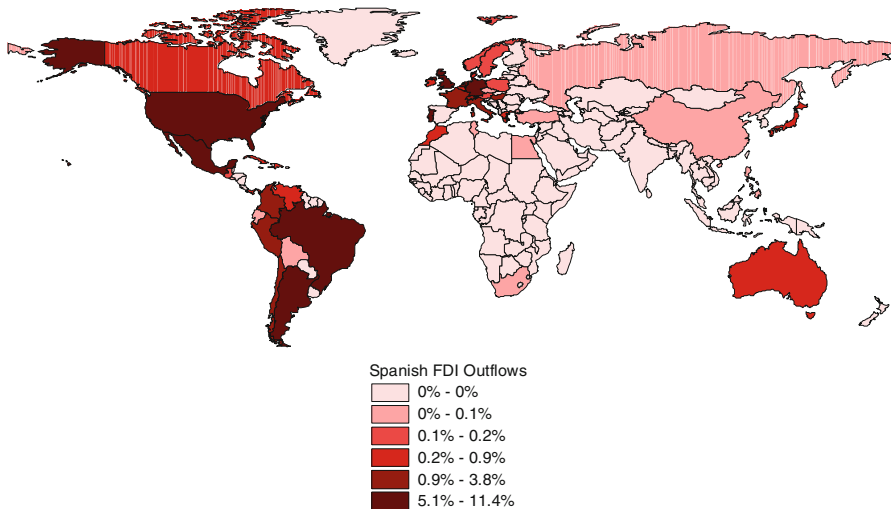 Spanish FDI Outflows
0% - 0%
0% - 0.1%
0.1% - 0.2%
0.2% - 0.9%
0.9% - 3.8%
5.1% - 11.4%